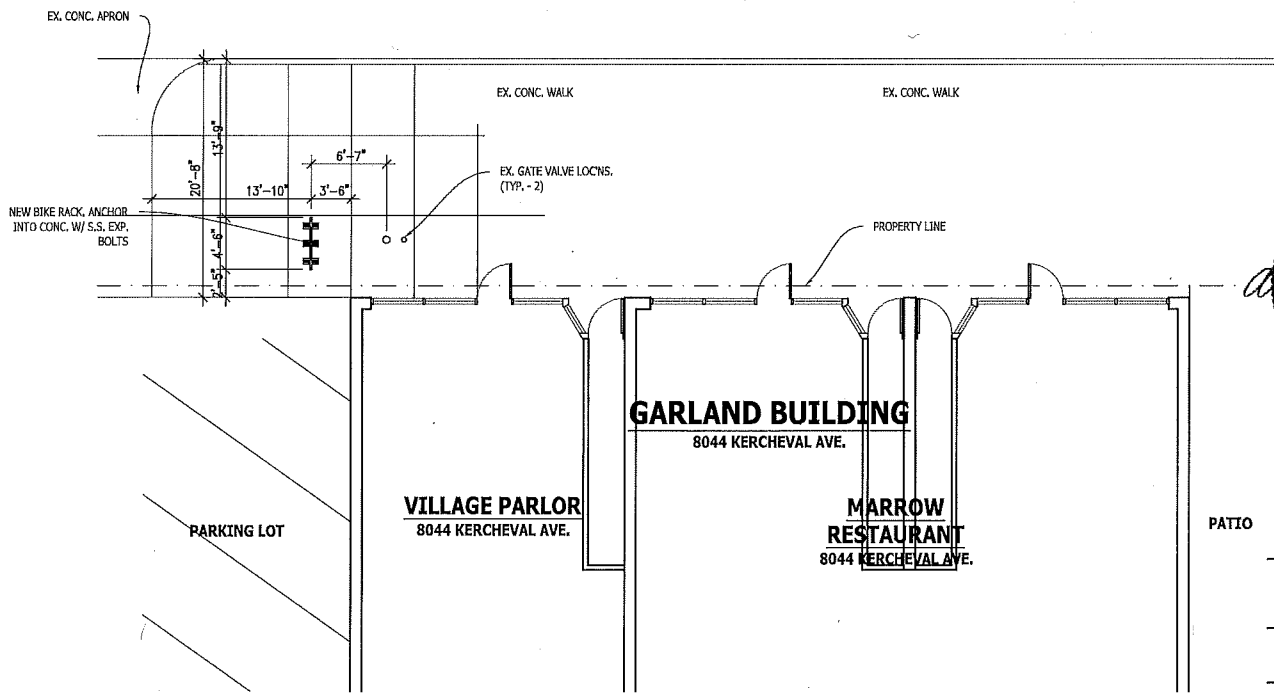 EX. CONC. APRON
EX. CONC. WALK
EX. CONC. WALK
13'-9"
20'-8"
6'-7"
EX. GATE VALVE LOC'NS.
(TYP. - 2)
13'-10"
3'-6"
NEW BIKE RACK, ANCHOR
INTO CONC. W/ S.S. EXP.
BOLTS
4'-6"
2'-5"
PROPERTY LINE
GARLAND BUILDING
8044 KERCHEVAL AVE.
VILLAGE PARLOR
8044 KERCHEVAL AVE.
MARROW
RESTAURANT
8044 KERCHEVAL AVE.
PARKING LOT
PATIO